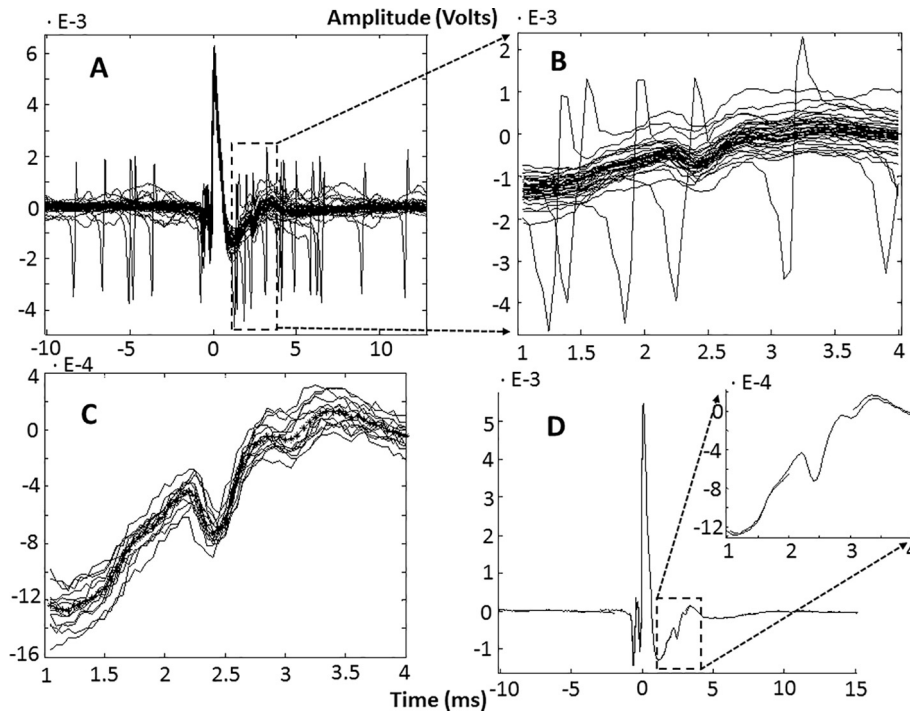 Amplitude (Volts)
· E-3
A
6
4
2
0
-2
-4
-10 -5 0 5 10
· E-3
B
2
1
0
-1
-2
-3
-4
1 1.5 2 2.5 3 3.5 4
· E-4
C
4
0
-4
-8
-12
-16
1 1.5 2 2.5 3 3.5 4
· E-3
D
5
4
3
2
1
0
-1
-10 -5 0 5 10 15
· E-4
0
-4
-8
-12
1 2 3 4
Time (ms)